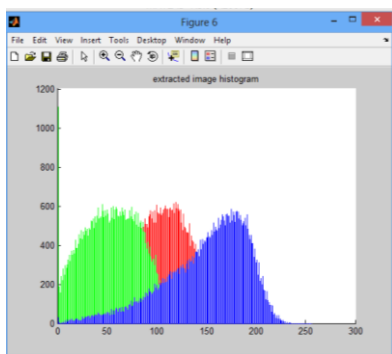 Figure 6
File Edit View Insert Tools Desktop Window Help
extracted image histogram
1200
1000
800
600
400
200
0
0 50 100 150 200 250 300